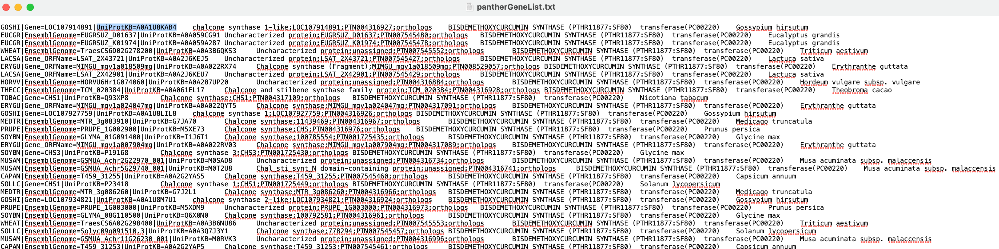 pantherGeneList.txt
GOSHI|Gene=LOC107914891|UniProtKB=A0A1U8KAB4 chalcone synthase 1-like;LOC107914891;PTN004316927;orthologs BISDEMETHOXYCURCUMIN SYNTHASE (PTHR11877:SF80) transferase(PC00220) Gossypium hirsutum
EUCGR|EnsemblGenome=EUGRSUZ_D01637|UniProtKB=A0A059CG91 Uncharacterized protein;EUGRSUZ_D01637;PTN007545480;orthologs BISDEMETHOXYCURCUMIN SYNTHASE (PTHR11877:SF80) transferase(PC00220) Eucalyptus grandis
EUCGR|EnsemblGenome=EUGRSUZ_K01974|UniProtKB=A0A059A287 Uncharacterized protein;EUGRSUZ_K01974;PTN007545478;orthologs BISDEMETHOXYCURCUMIN SYNTHASE (PTHR11877:SF80) transferase(PC00220) Eucalyptus grandis
WHEAT|EnsemblGenome=TraesCS6D02G278200|UniProtKB=A0A3B6QKS3 Uncharacterized protein;unassigned;PTN007545552;orthologs BISDEMETHOXYCURCUMIN SYNTHASE (PTHR11877:SF80) transferase(PC00220) Triticum aestivum
LACSA|Gene_ORFName=LSAT_2X43721|UniProtKB=A0A2J6KEJ5 Uncharacterized protein;LSAT_2X43721;PTN007545427;orthologs BISDEMETHOXYCURCUMIN SYNTHASE (PTHR11877:SF80) transferase(PC00220) Lactuca sativa
ERYGU|Gene_ORFName=MIMGU_mgv1a018509mg|UniProtKB=A0A022RX74 Chalcone synthase (Fragment);MIMGU_mgv1a018509mg;PTN008529057;orthologs BISDEMETHOXYCURCUMIN SYNTHASE (PTHR11877:SF80) transferase(PC00220) Erythranthe guttata
LACSA|Gene_ORFName=LSAT_2X42901|UniProtKB=A0A2J6KEU7 Uncharacterized protein;LSAT_2X42901;PTN007545429;orthologs BISDEMETHOXYCURCUMIN SYNTHASE (PTHR11877:SF80) transferase(PC00220) Lactuca sativa
HORVV|EnsemblGenome=HORVU6Hr1G074060|UniProtKB=A0A287UP20 Uncharacterized protein;unassigned;PTN004316884;orthologs BISDEMETHOXYCURCUMIN SYNTHASE (PTHR11877:SF80) transferase(PC00220) Hordeum vulgare subsp. vulgare
THECC|EnsemblGenome=TCM_020384|UniProtKB=A0A061EL17 Chalcone and stilbene synthase family protein;TCM_020384;PTN004316928;orthologs BISDEMETHOXYCURCUMIN SYNTHASE (PTHR11877:SF80) transferase(PC00220) Theobroma cacao
TOBAC|Gene=CHS1|UniProtKB=Q93XP8 Chalcone synthase;CHS1;PTN004317109;orthologs BISDEMETHOXYCURCUMIN SYNTHASE (PTHR11877:SF80) transferase(PC00220) Nicotiana tabacum
ERYGU|Gene_ORFName=MIMGU_mgv1a024047mg|UniProtKB=A0A022QYT5 Chalcone synthase;MIMGU_mgv1a024047mg;PTN004317091;orthologs BISDEMETHOXYCURCUMIN SYNTHASE (PTHR11877:SF80) transferase(PC00220) Erythranthe guttata
GOSHI|Gene=LOC107927759|UniProtKB=A0A1U8LIL8 chalcone synthase 1;LOC107927759;PTN004316926;orthologs BISDEMETHOXYCURCUMIN SYNTHASE (PTHR11877:SF80) transferase(PC00220) Gossypium hirsutum
MEDTR|EnsemblGenome=MTR_3g083910|UniProtKB=G7JA70 Chalcone synthase;11439469;PTN004316967;orthologs BISDEMETHOXYCURCUMIN SYNTHASE (PTHR11877:SF80) transferase(PC00220) Medicago truncatula
PRUPE|EnsemblGenome=PRUPE_1G002900|UniProtKB=M5XE73 Chalcone synthase;CHS;PTN004316976;orthologs BISDEMETHOXYCURCUMIN SYNTHASE (PTHR11877:SF80) transferase(PC00220) Prunus persica
SOYBN|EnsemblGenome=GLYMA_01G091400|UniProtKB=I1J6T1 Chalcone synthase;100785554;PTN001725435;orthologs BISDEMETHOXYCURCUMIN SYNTHASE (PTHR11877:SF80) transferase(PC00220) Glycine max
ERYGU|Gene_ORFName=MIMGU_mgv1a007904mg|UniProtKB=A0A022RV03 Chalcone synthase;MIMGU_mgv1a007904mg;PTN004317089;orthologs BISDEMETHOXYCURCUMIN SYNTHASE (PTHR11877:SF80) transferase(PC00220) Erythranthe guttata
SOYBN|Gene=CHS3|UniProtKB=P19168 Chalcone synthase 3;CHS3;PTN001725430;orthologs BISDEMETHOXYCURCUMIN SYNTHASE (PTHR11877:SF80) transferase(PC00220) Glycine max
MUSAM|EnsemblGenome=GSMUA_Achr2G22970_001|UniProtKB=M0SAD8 Uncharacterized protein;unassigned;PTN004316734;orthologs BISDEMETHOXYCURCUMIN SYNTHASE (PTHR11877:SF80) transferase(PC00220) Musa acuminata subsp. malaccensis
MUSAM|EnsemblGenome=GSMUA_Achr5G29740_001|UniProtKB=M0T2U8 Chal_sti_synt_N domain-containing protein;unassigned;PTN004316741;orthologs BISDEMETHOXYCURCUMIN SYNTHASE (PTHR11877:SF80) transferase(PC00220) Musa acuminata subsp. malaccensis
CAPAN|EnsemblGenome=T459_31255|UniProtKB=A0A2G2YAS5 Chalcone synthase;T459_31255;PTN007545460;orthologs BISDEMETHOXYCURCUMIN SYNTHASE (PTHR11877:SF80) transferase(PC00220) Capsicum annuum
SOLLC|Gene=CHS1|UniProtKB=P23418 Chalcone synthase 1;CHS1;PTN001725449;orthologs BISDEMETHOXYCURCUMIN SYNTHASE (PTHR11877:SF80) transferase(PC00220) Solanum lycopersicum
MEDTR|EnsemblGenome=MTR_3g086260|UniProtKB=G7J2L1 Chalcone synthase;MTR_3g086260;PTN004316966;orthologs BISDEMETHOXYCURCUMIN SYNTHASE (PTHR11877:SF80) transferase(PC00220) Medicago truncatula
GOSHI|Gene=LOC107934821|UniProtKB=A0A1U8M7U1 chalcone synthase 2-like;LOC107934821;PTN004316924;orthologs BISDEMETHOXYCURCUMIN SYNTHASE (PTHR11877:SF80) transferase(PC00220) Gossypium hirsutum
PRUPE|EnsemblGenome=PRUPE_1G003000|UniProtKB=M5XDM9 Uncharacterized protein;PRUPE_1G003000;PTN004316973;orthologs BISDEMETHOXYCURCUMIN SYNTHASE (PTHR11877:SF80) transferase(PC00220) Prunus persica
SOYBN|EnsemblGenome=GLYMA_08G110500|UniProtKB=Q6X0N0 Chalcone synthase;100792581;PTN004316961;orthologs BISDEMETHOXYCURCUMIN SYNTHASE (PTHR11877:SF80) transferase(PC00220) Glycine max
WHEAT|EnsemblGenome=TraesCS6A02G298400|UniProtKB=A0A3B6NU86 Uncharacterized protein;unassigned;PTN007545553;orthologs BISDEMETHOXYCURCUMIN SYNTHASE (PTHR11877:SF80) transferase(PC00220) Triticum aestivum
SOLLC|EnsemblGenome=Solyc09g091510.3|UniProtKB=A0A3Q7J3Y1 Chalcone synthase;778294;PTN007545457;orthologs BISDEMETHOXYCURCUMIN SYNTHASE (PTHR11877:SF80) transferase(PC00220) Solanum lycopersicum
MUSAM|EnsemblGenome=GSMUA_Achr11G26230_001|UniProtKB=M0RVK3 Uncharacterized protein;unassigned;PTN004316996;orthologs BISDEMETHOXYCURCUMIN SYNTHASE (PTHR11877:SF80) transferase(PC00220) Musa acuminata subsp. malaccensis
CAPAN|EnsemblGenome=T459_31253|UniProtKB=A0A2G2YAP5 Chalcone synthase;T459_31253;PTN007545461;orthologs BISDEMETHOXYCURCUMIN SYNTHASE (PTHR11877:SF80) transferase(PC00220) Capsicum annuum